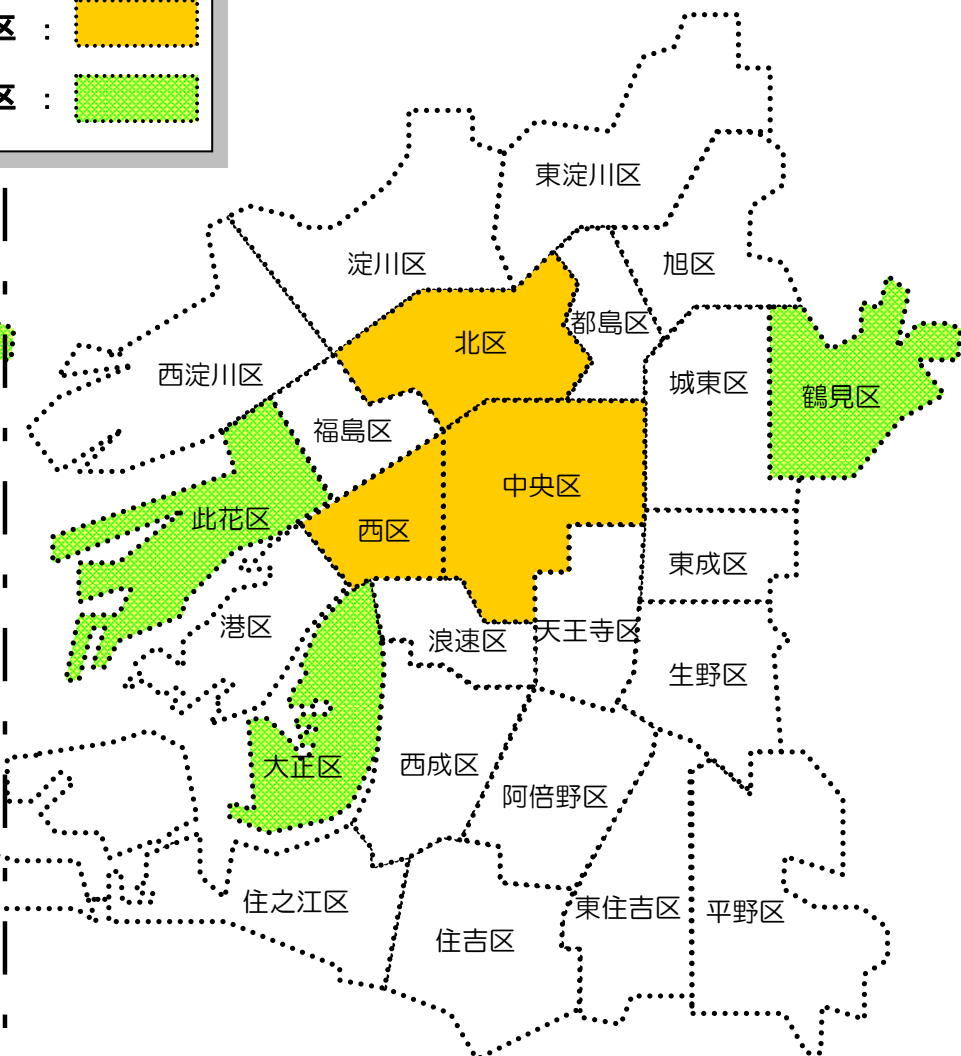 区 :
区 :
東淀川区
淀川区
旭区
都島区
北区
西淀川区
城東区
鶴見区
福島区
中央区
此花区
西区
東成区
港区
浪速区
天王寺区
生野区
大正区
西成区
阿倍野区
住之江区
東住吉区
平野区
住吉区